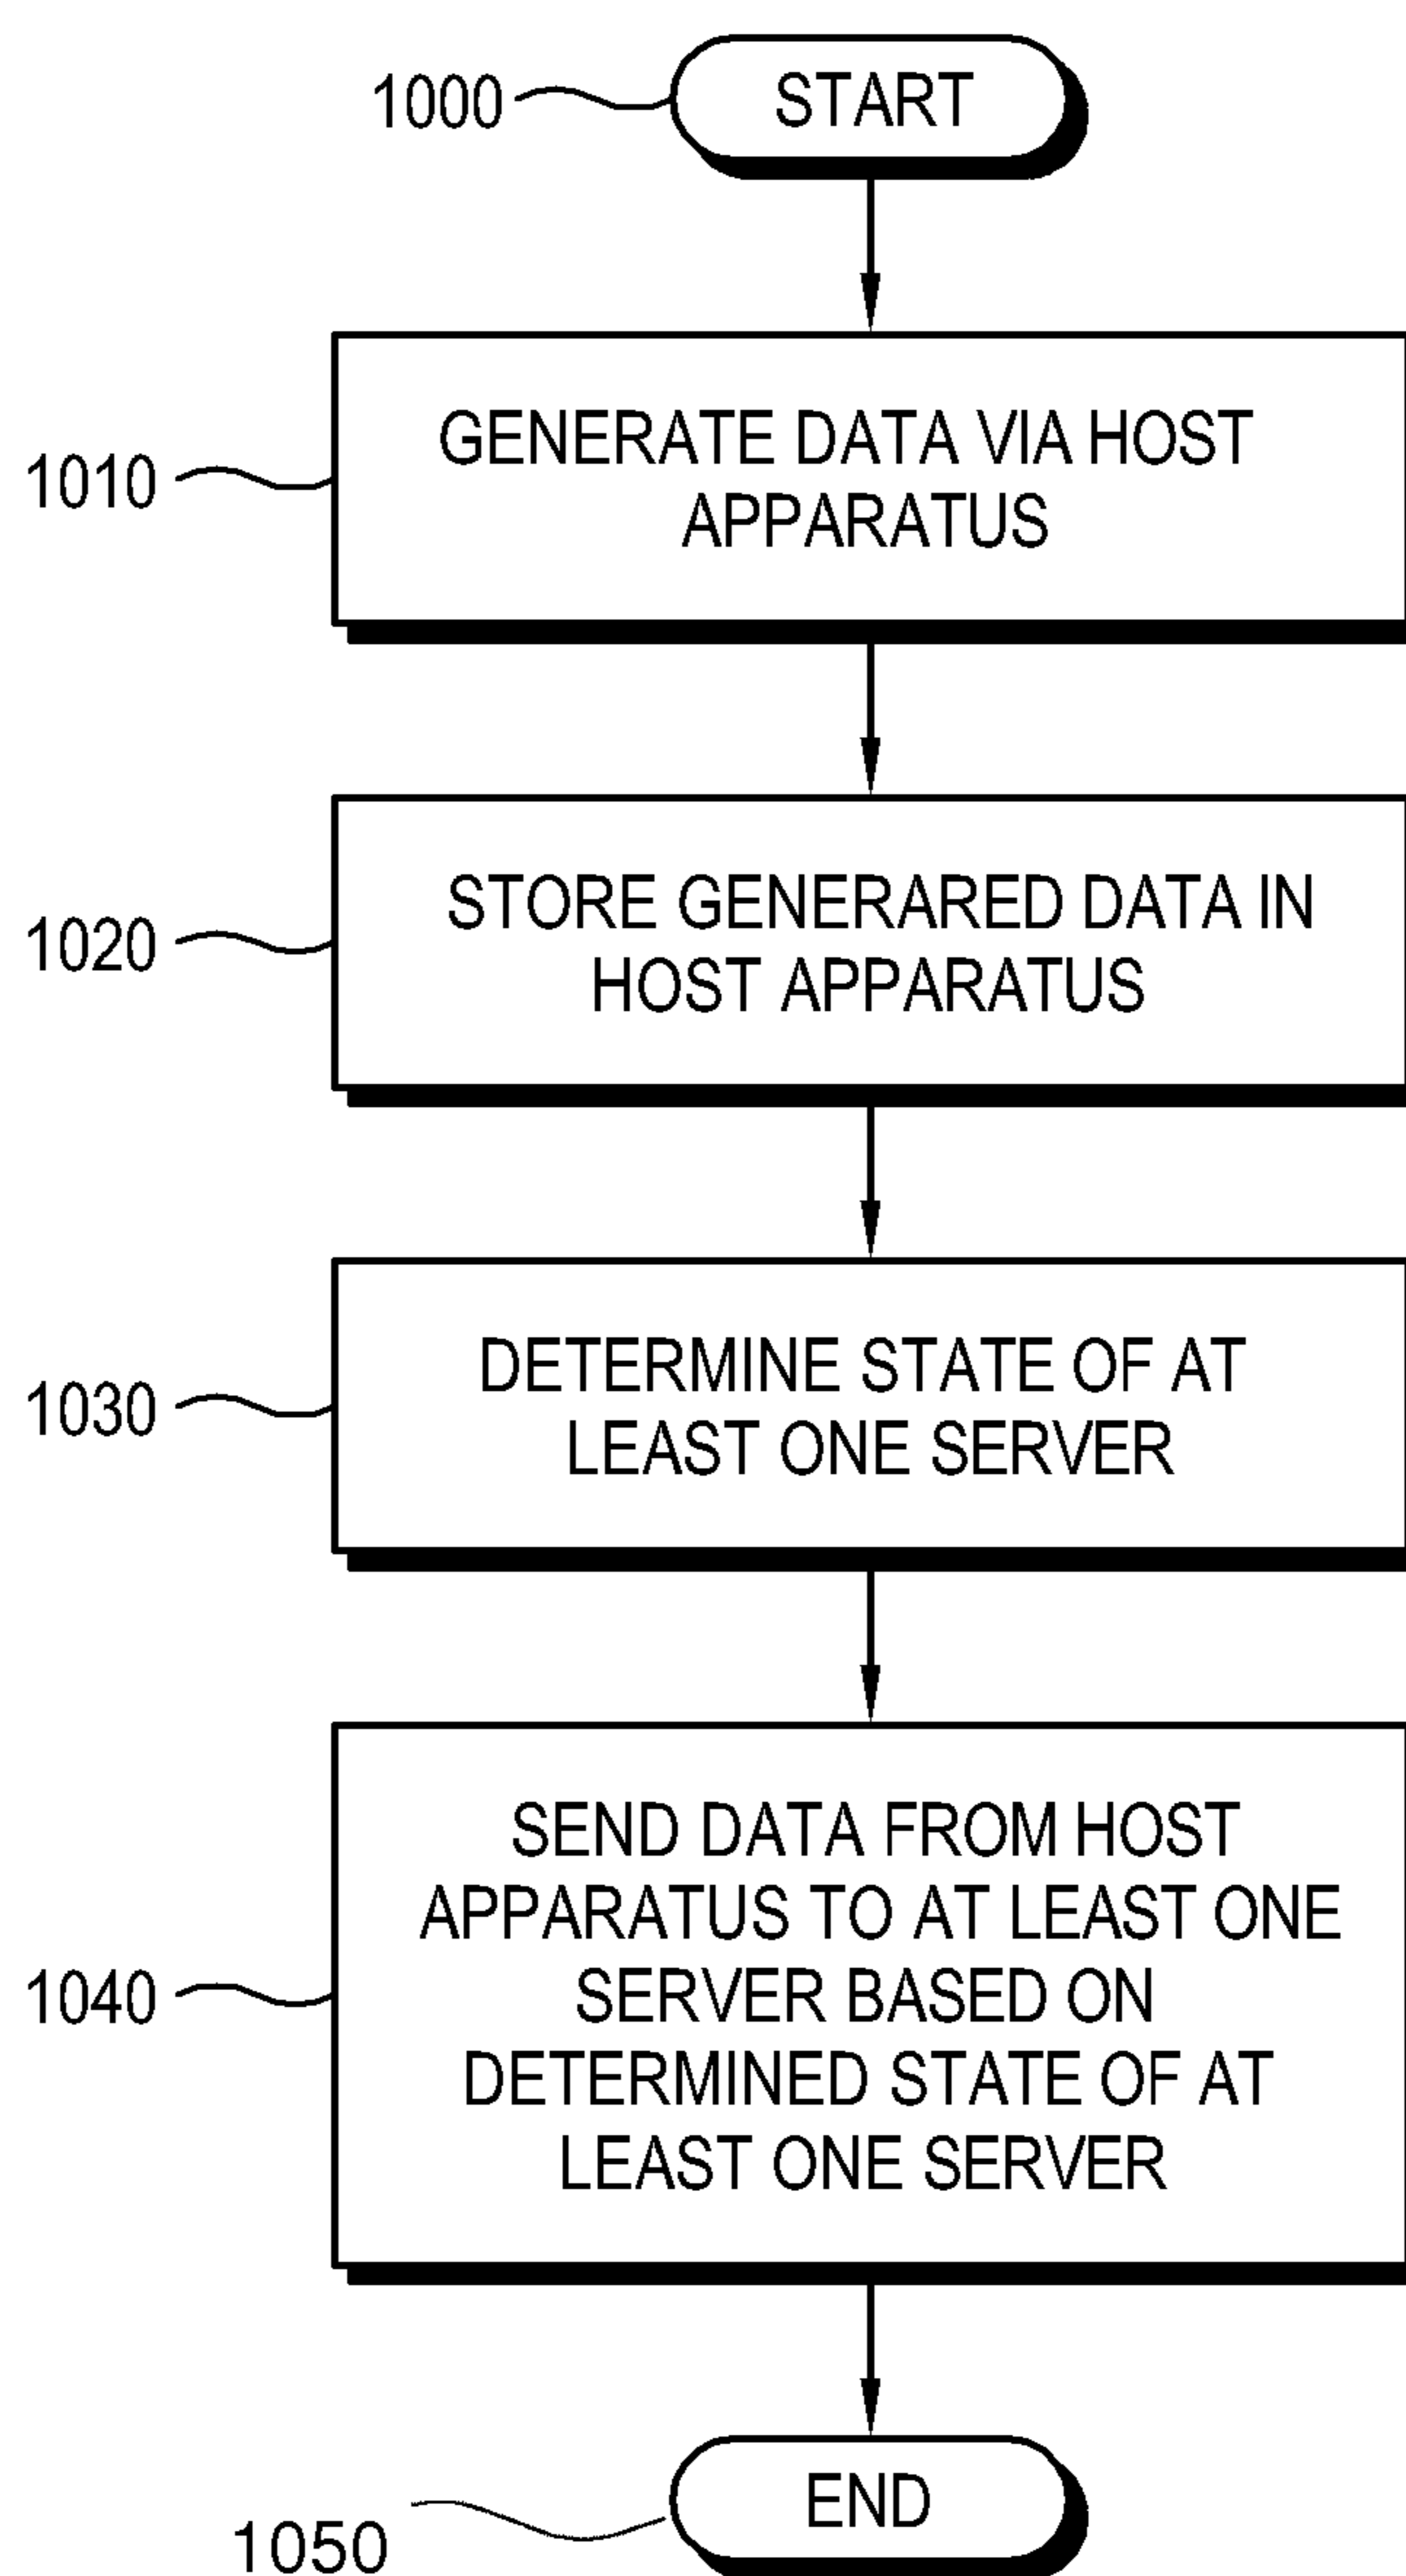 1000
START
1010
GENERATE DATA VIA HOST
APPARATUS
1020
STORE GENERARED DATA IN
HOST APPARATUS
1030
DETERMINE STATE OF AT
LEAST ONE SERVER
1040
SEND DATA FROM HOST
APPARATUS TO AT LEAST ONE
SERVER BASED ON
DETERMINED STATE OF AT
LEAST ONE SERVER
1050
END